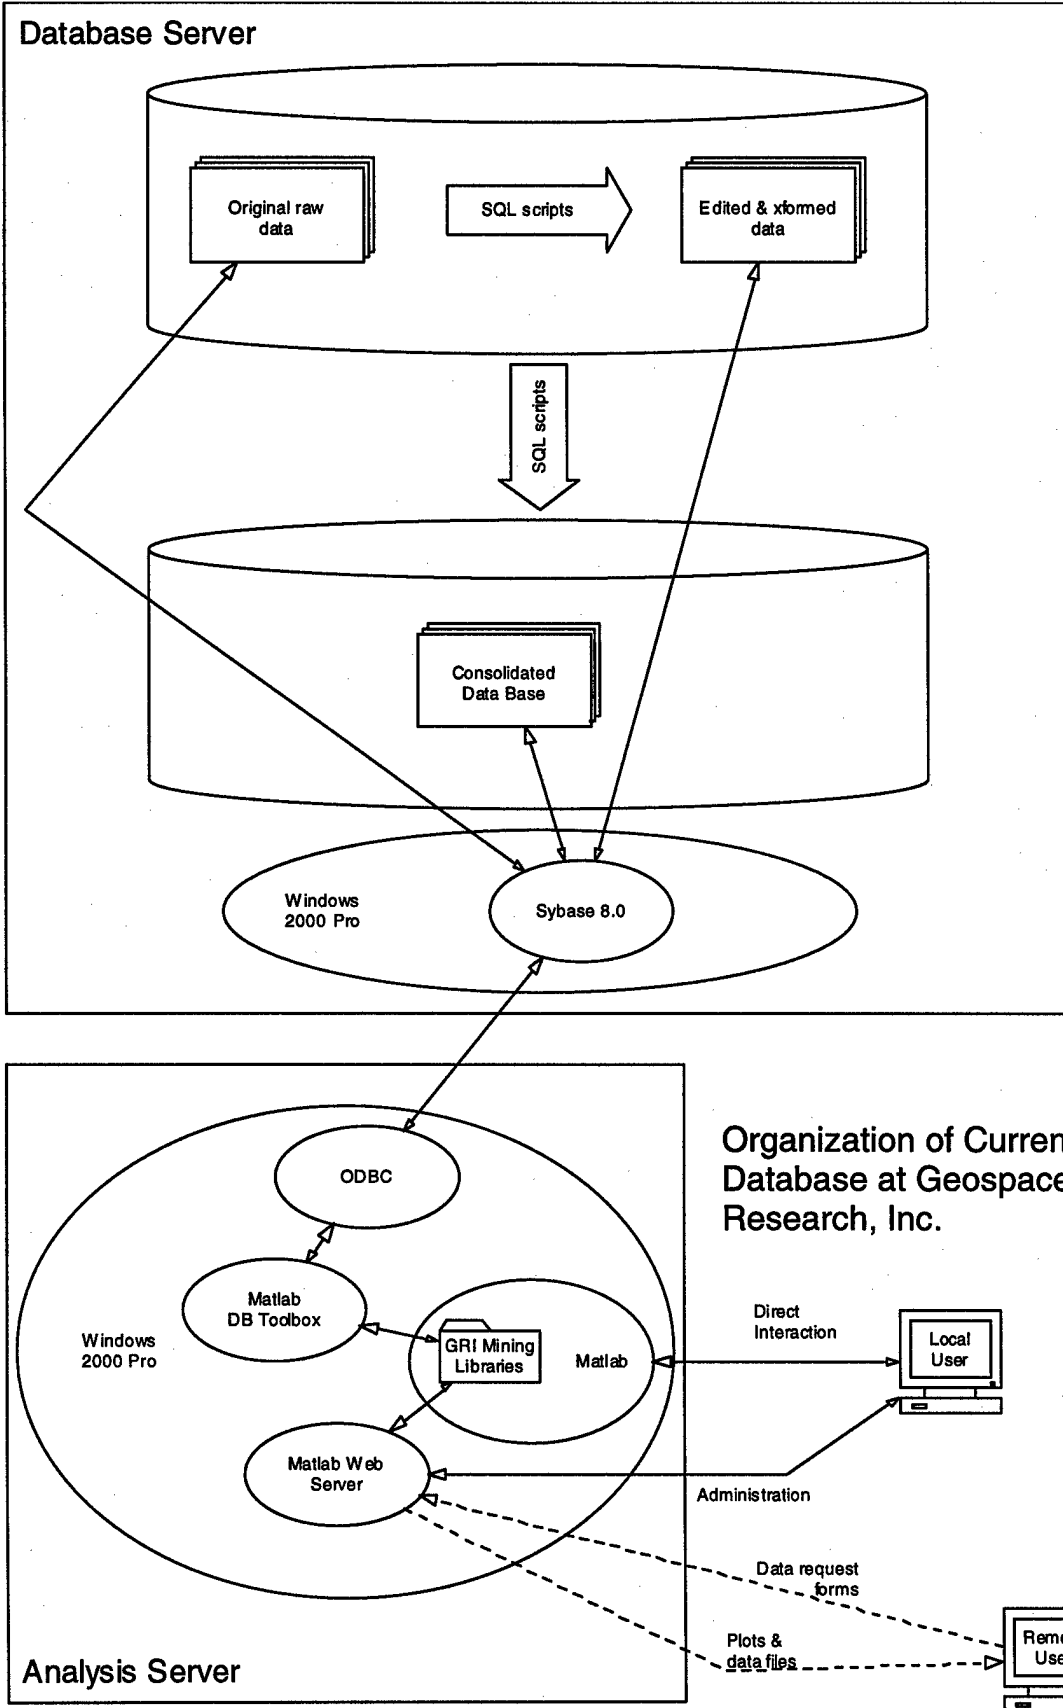 Database Server
Original raw
data
SQL scripts
Edited & xformed
data
SQL scripts
Consolidated
Data Base
Windows
2000 Pro
Sybase 8.0
ODBC
Organization of Curren
Database at Geospace
Research, Inc.
Matlab
DB Toolbox
Windows
2000 Pro
GRI Mining
Libraries
Matlab
Direct
Interaction
Local
User
Matlab Web
Server
Administration
Data request
forms
Plots &
data files
Remo
Use
Analysis Server